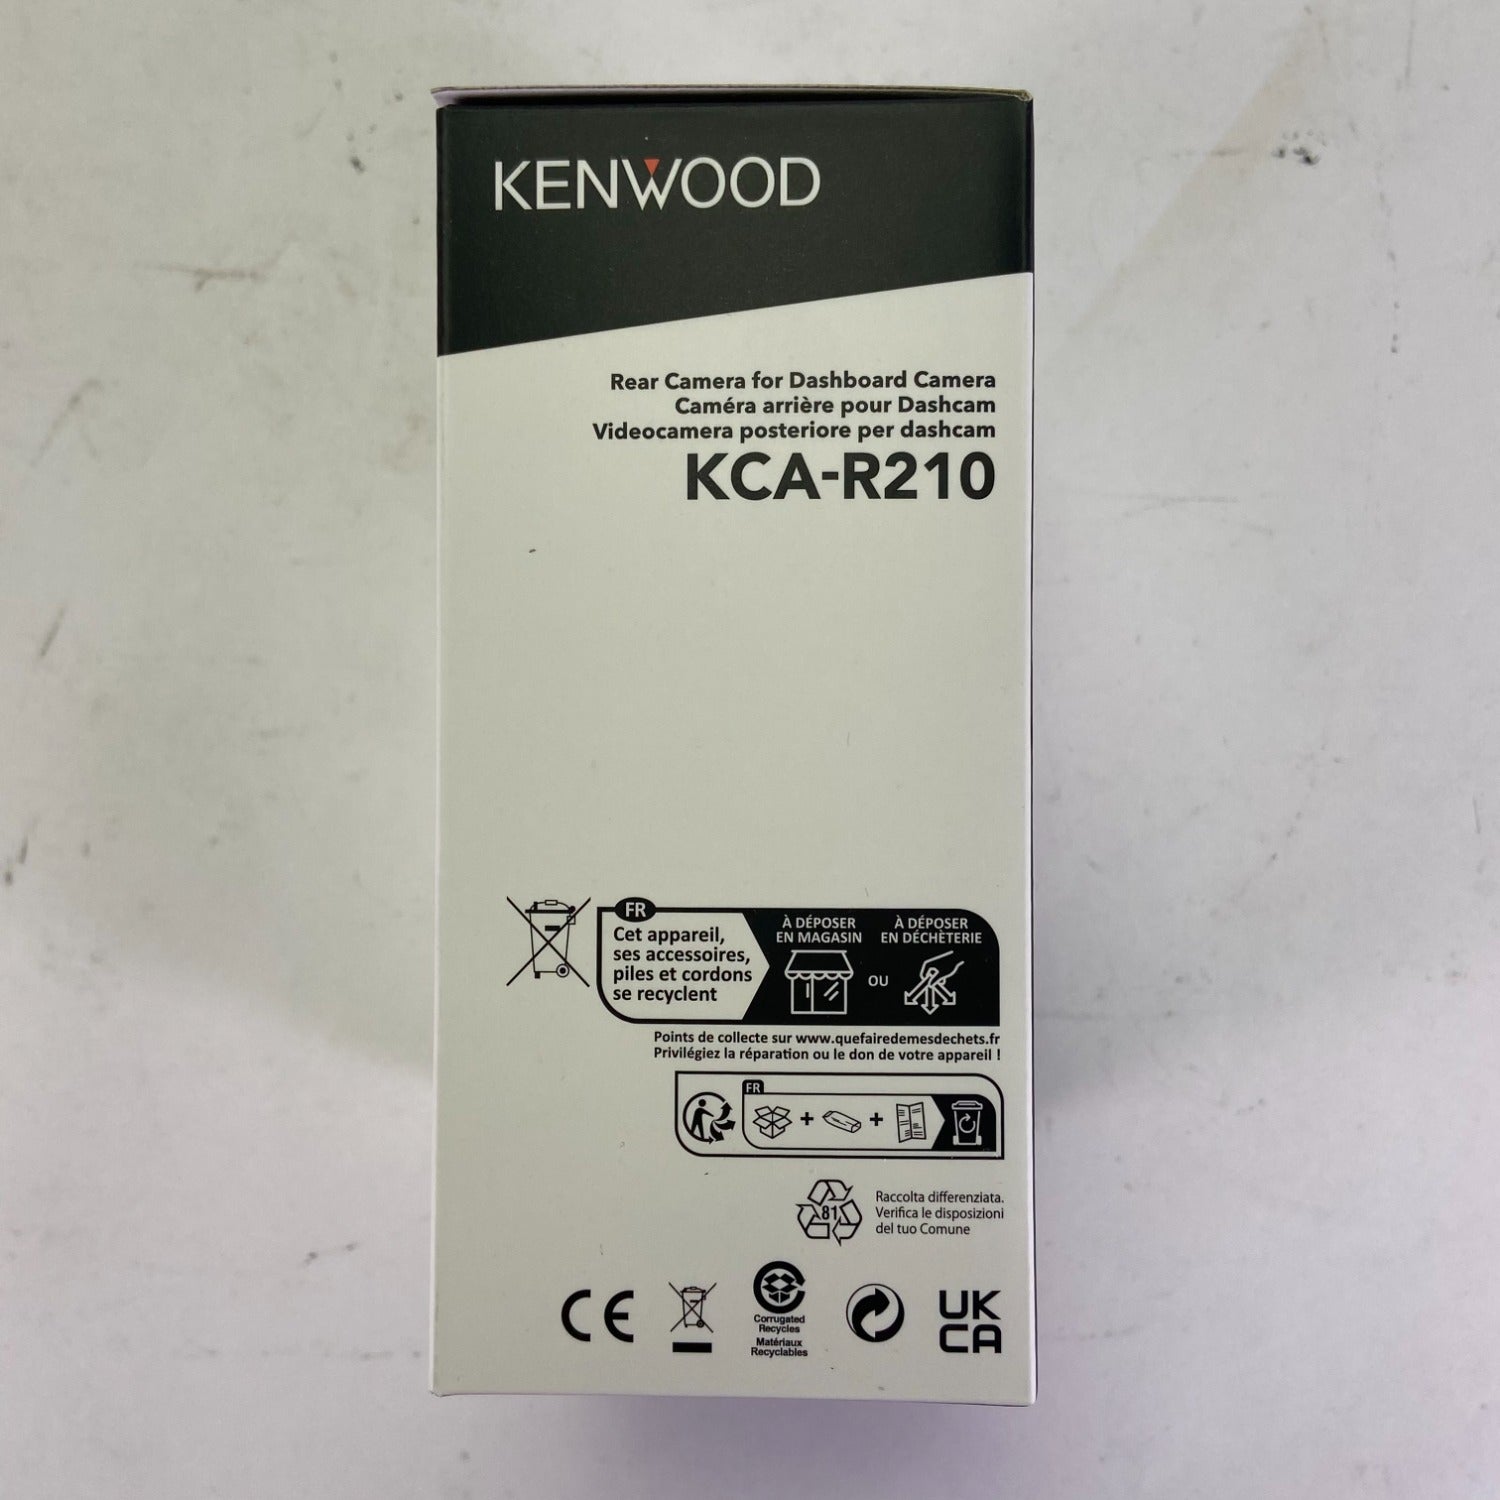 KENWOOD
Rear Camera for Dashboard Camera
Caméra arrière pour Dashcam
Videocamera posteriore per dashcam
KCA-R210
FR
Cet appareil,
ses accessoires,
piles et cordons
se recyclent
À DÉPOSER
EN MAGASIN
OU
À DÉPOSER
EN DÉCHÈTERIE
Points de collecte sur www.quefairedemesdechets.fr
Privilégiez la réparation ou le don de votre appareil !
FR
+ +
81
Raccolta differenziata.
Verifica le disposizioni
del tuo Comune
CE
Corrugated
Recycles
Matériaux
Recyclables
UK
CA